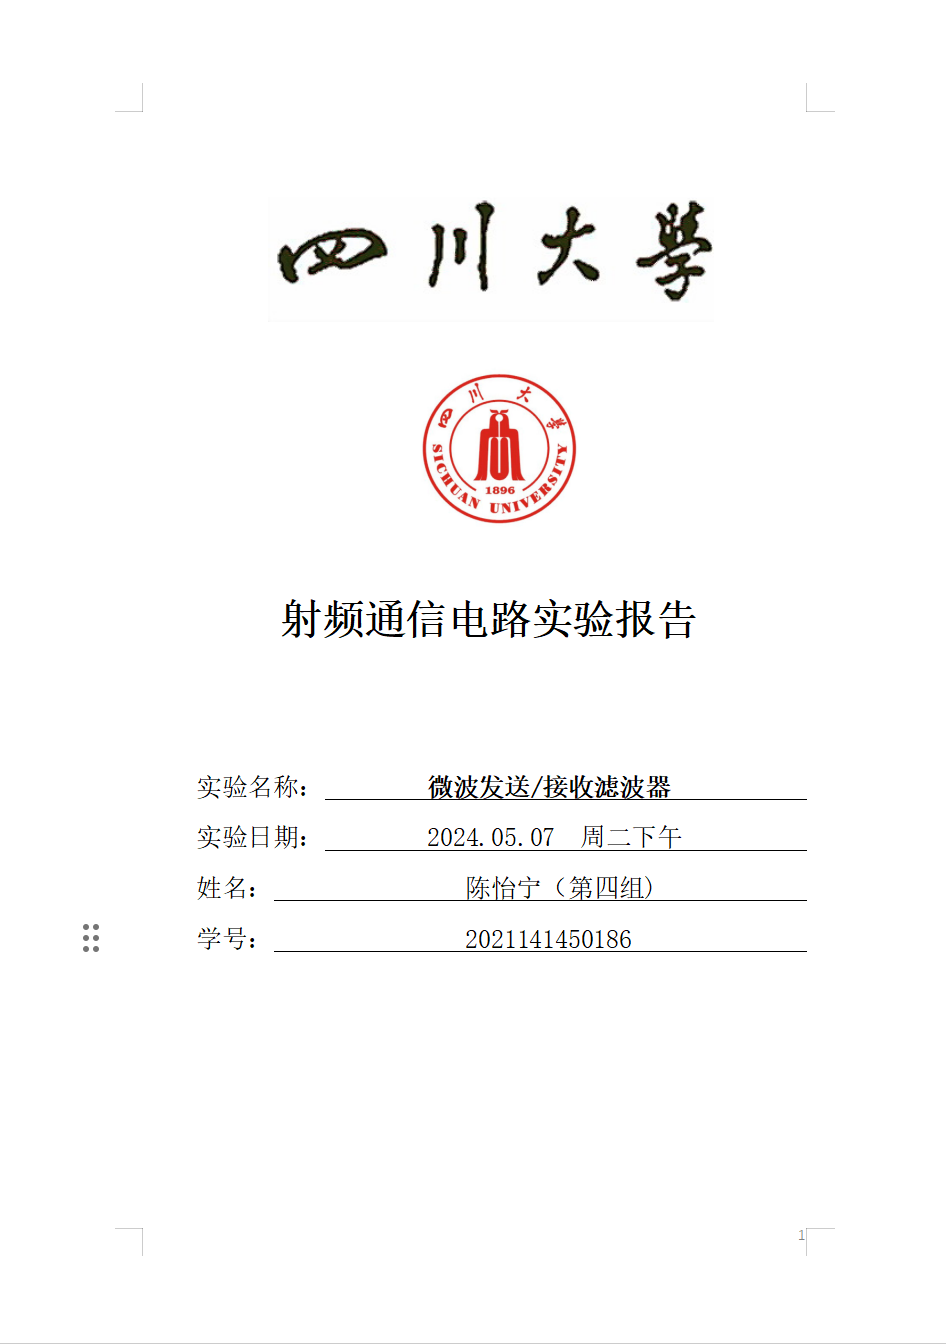 四川大學
四川大學
1896
SICHUAN UNIVERSITY
射频通信电路实验报告
实验名称： 微波发送/接收滤波器
实验日期： 2024.05.07 周二下午
姓名： 陈怡宁（第四组)
学号： 2021141450186
1